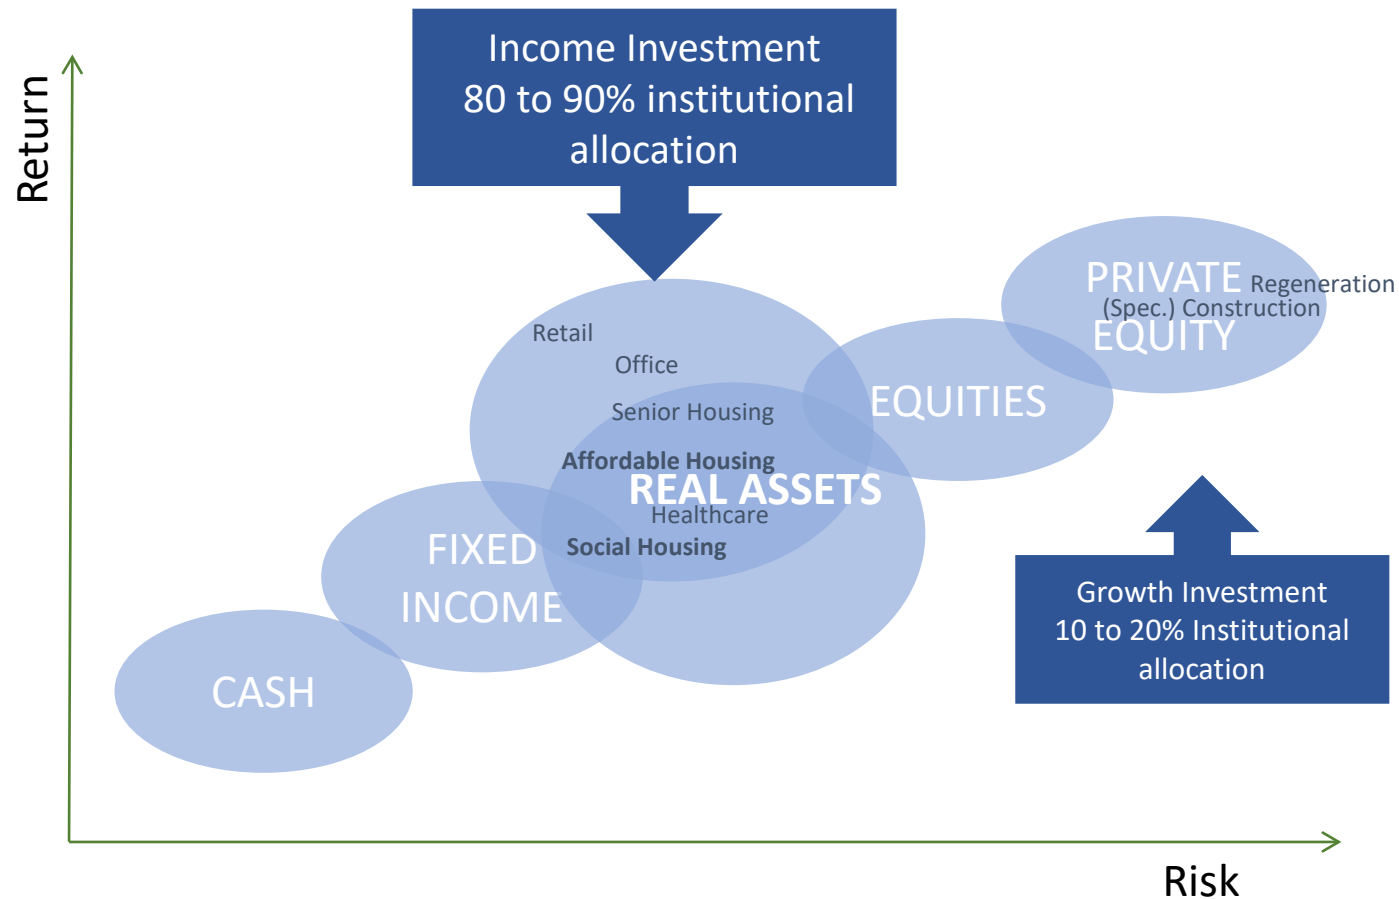 Income Investment
80 to 90% institutional
allocation
Return
PRIVATE
Regeneration
(Spec.) Construction
EQUITY
Retail
Office
EQUITIES
Senior Housing
Affordable Housing
REAL ASSETS
Healthcare
Social Housing
FIXED
INCOME
Growth Investment
10 to 20% Institutional
allocation
CASH
Risk